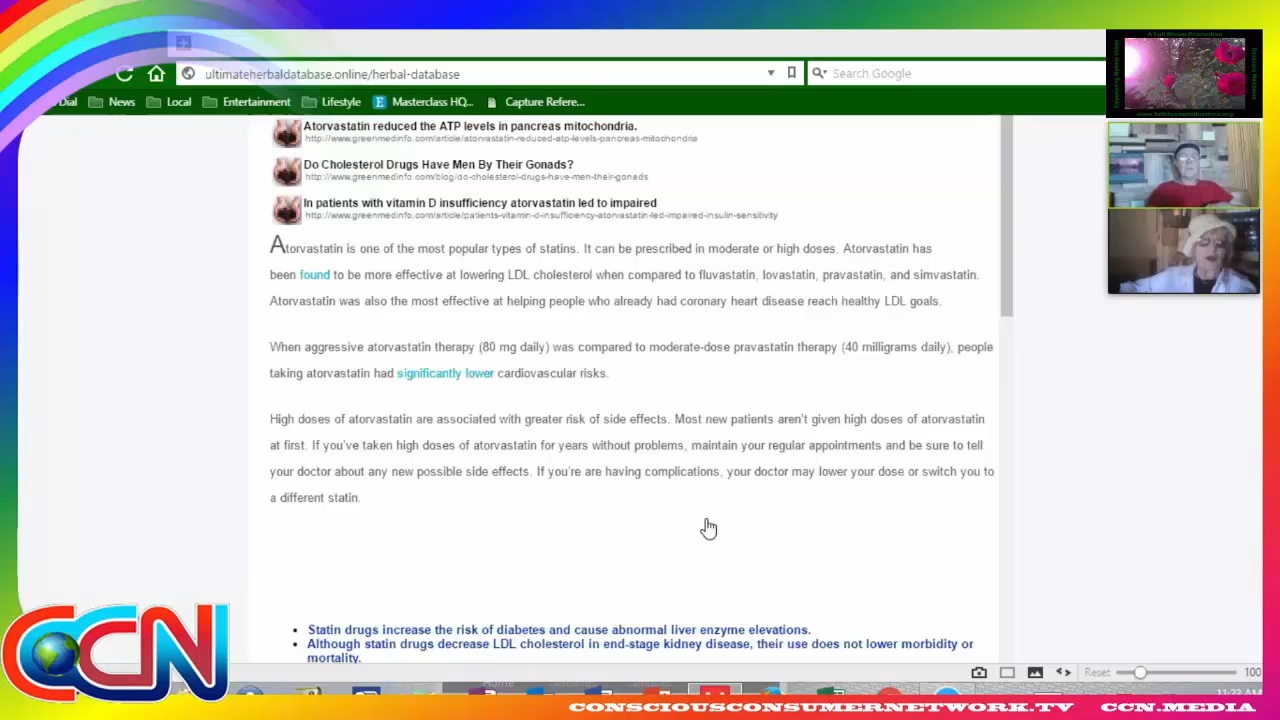 A Full Bloom Production
www.fullbloomproductions.org
ultimateherbaldatabase.online/herbal-database
Search Google
Dial
News
Local
Entertainment
Lifestyle
Masterclass HQ...
Capture Refere...
Atorvastatin reduced the ATP levels in pancreas mitochondria.
http://www.greenmedinfo.com/article/atorvastatin-reduced-atp-levels-pancreas-mitochondria
Do Cholesterol Drugs Have Men By Their Gonads?
http://www.greenmedinfo.com/blog/do-cholesterol-drugs-have-men-their-gonads
In patients with vitamin D insufficiency atorvastatin led to impaired
http://www.greenmedinfo.com/article/patients-vitamin-d-insufficiency-atorvastatin-led-impaired-insulin-sensitivity
Atorvastatin is one of the most popular types of statins. It can be prescribed in moderate or high doses. Atorvastatin has
been found to be more effective at lowering LDL cholesterol when compared to fluvastatin, lovastatin, pravastatin, and simvastatin.
Atorvastatin was also the most effective at helping people who already had coronary heart disease reach healthy LDL goals.
When aggressive atorvastatin therapy (80 mg daily) was compared to moderate-dose pravastatin therapy (40 milligrams daily), people
taking atorvastatin had significantly lower cardiovascular risks.
High doses of atorvastatin are associated with greater risk of side effects. Most new patients aren't given high doses of atorvastatin
at first. If you've taken high doses of atorvastatin for years without problems, maintain your regular appointments and be sure to tell
your doctor about any new possible side effects. If you're are having complications, your doctor may lower your dose or switch you to
a different statin.
Statin drugs increase the risk of diabetes and cause abnormal liver enzyme elevations.
Although statin drugs decrease LDL cholesterol in end-stage kidney disease, their use does not lower morbidity or
mortality.
Reset
100
CCN
11:23 AM
CONSCIOUSCONSUMERNETWORK.TV CCN.MEDIA